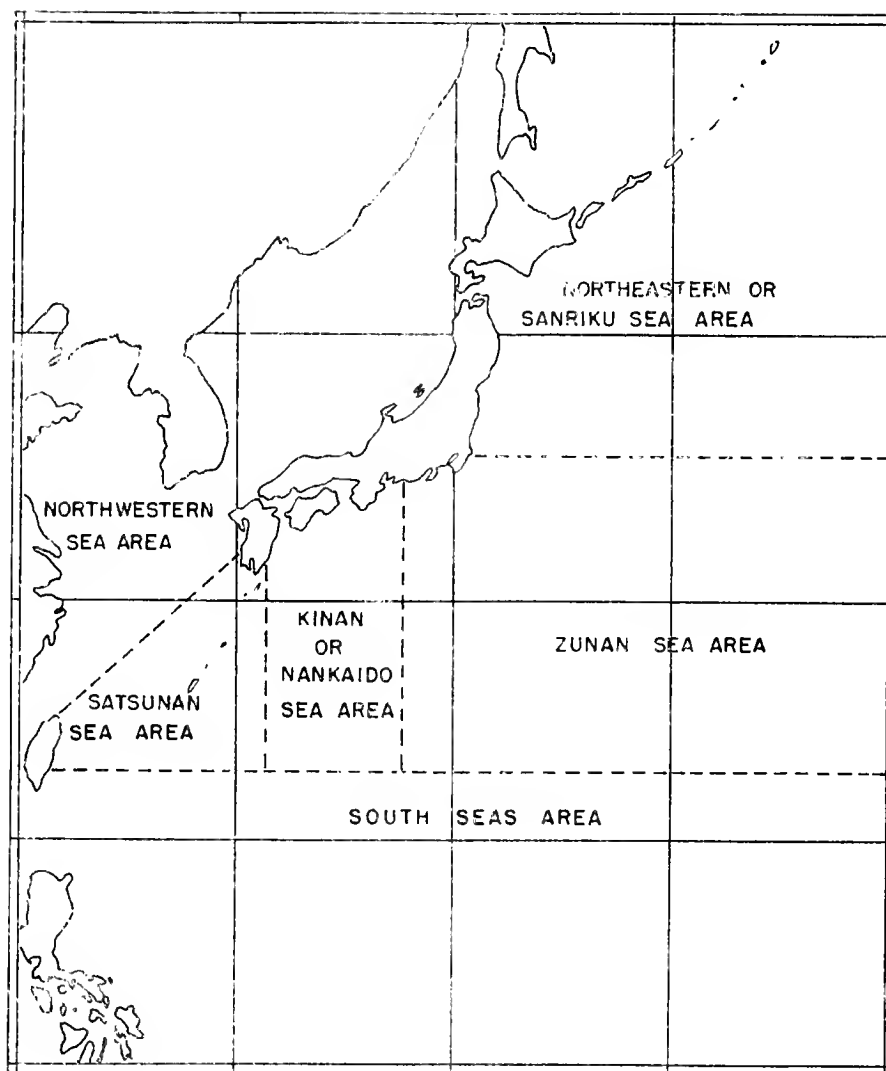 NORTHEASTERN OR
SANRIKU SEA AREA
NORTHWESTERN
SEA AREA
KINAN
OR
NANKAIDO
SEA AREA
ZUNAN SEA AREA
SATSUNAN
SEA AREA
SOUTH SEAS AREA